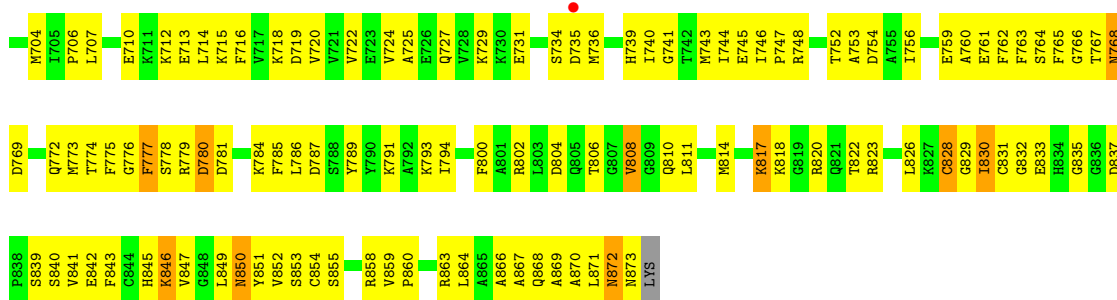 M704 I705 P706 L707 E710 K711 K712 E713 L714 K715 F716 V717 K718 D719 V720 V721 V722 E723 V724 A725 E726 Q727 V728 K729 K730 E731 S734 D735 M736 H739 I740 G741 T742 M743 I744 E745 I746 P747 R748 T752 A753 D754 A755 I756 E759 A760 E761 F762 F763 S764 F765 G766 T767 N768
D769 Q772 M773 T774 F775 G776 F777 S778 R779 D780 D781 K784 F785 L786 D787 S788 Y789 Y790 K791 A792 K793 I794 F800 A801 R802 L803 D804 Q805 T806 G807 V808 G809 Q810 L811 M814 K817 K818 G819 R820 Q821 T822 R823 L826 K827 C828 G829 I830 C831 G832 E833 H834 G835 G836 D837
P838 S839 S840 V841 E842 F843 C844 H845 K846 V847 G848 L849 N850 Y851 V852 S853 C854 S855 R858 V859 P860 R863 L864 A865 A866 A867 Q868 A869 A870 L871 N872 N873 LYS